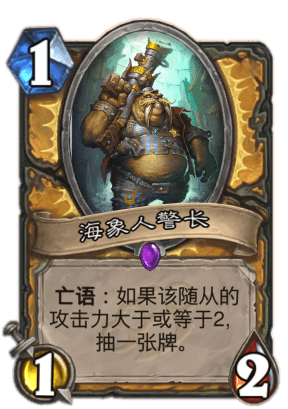 1
海象人警长
亡语：如果该随从的
攻击力大于或等于2，
抽一张牌。
1
2